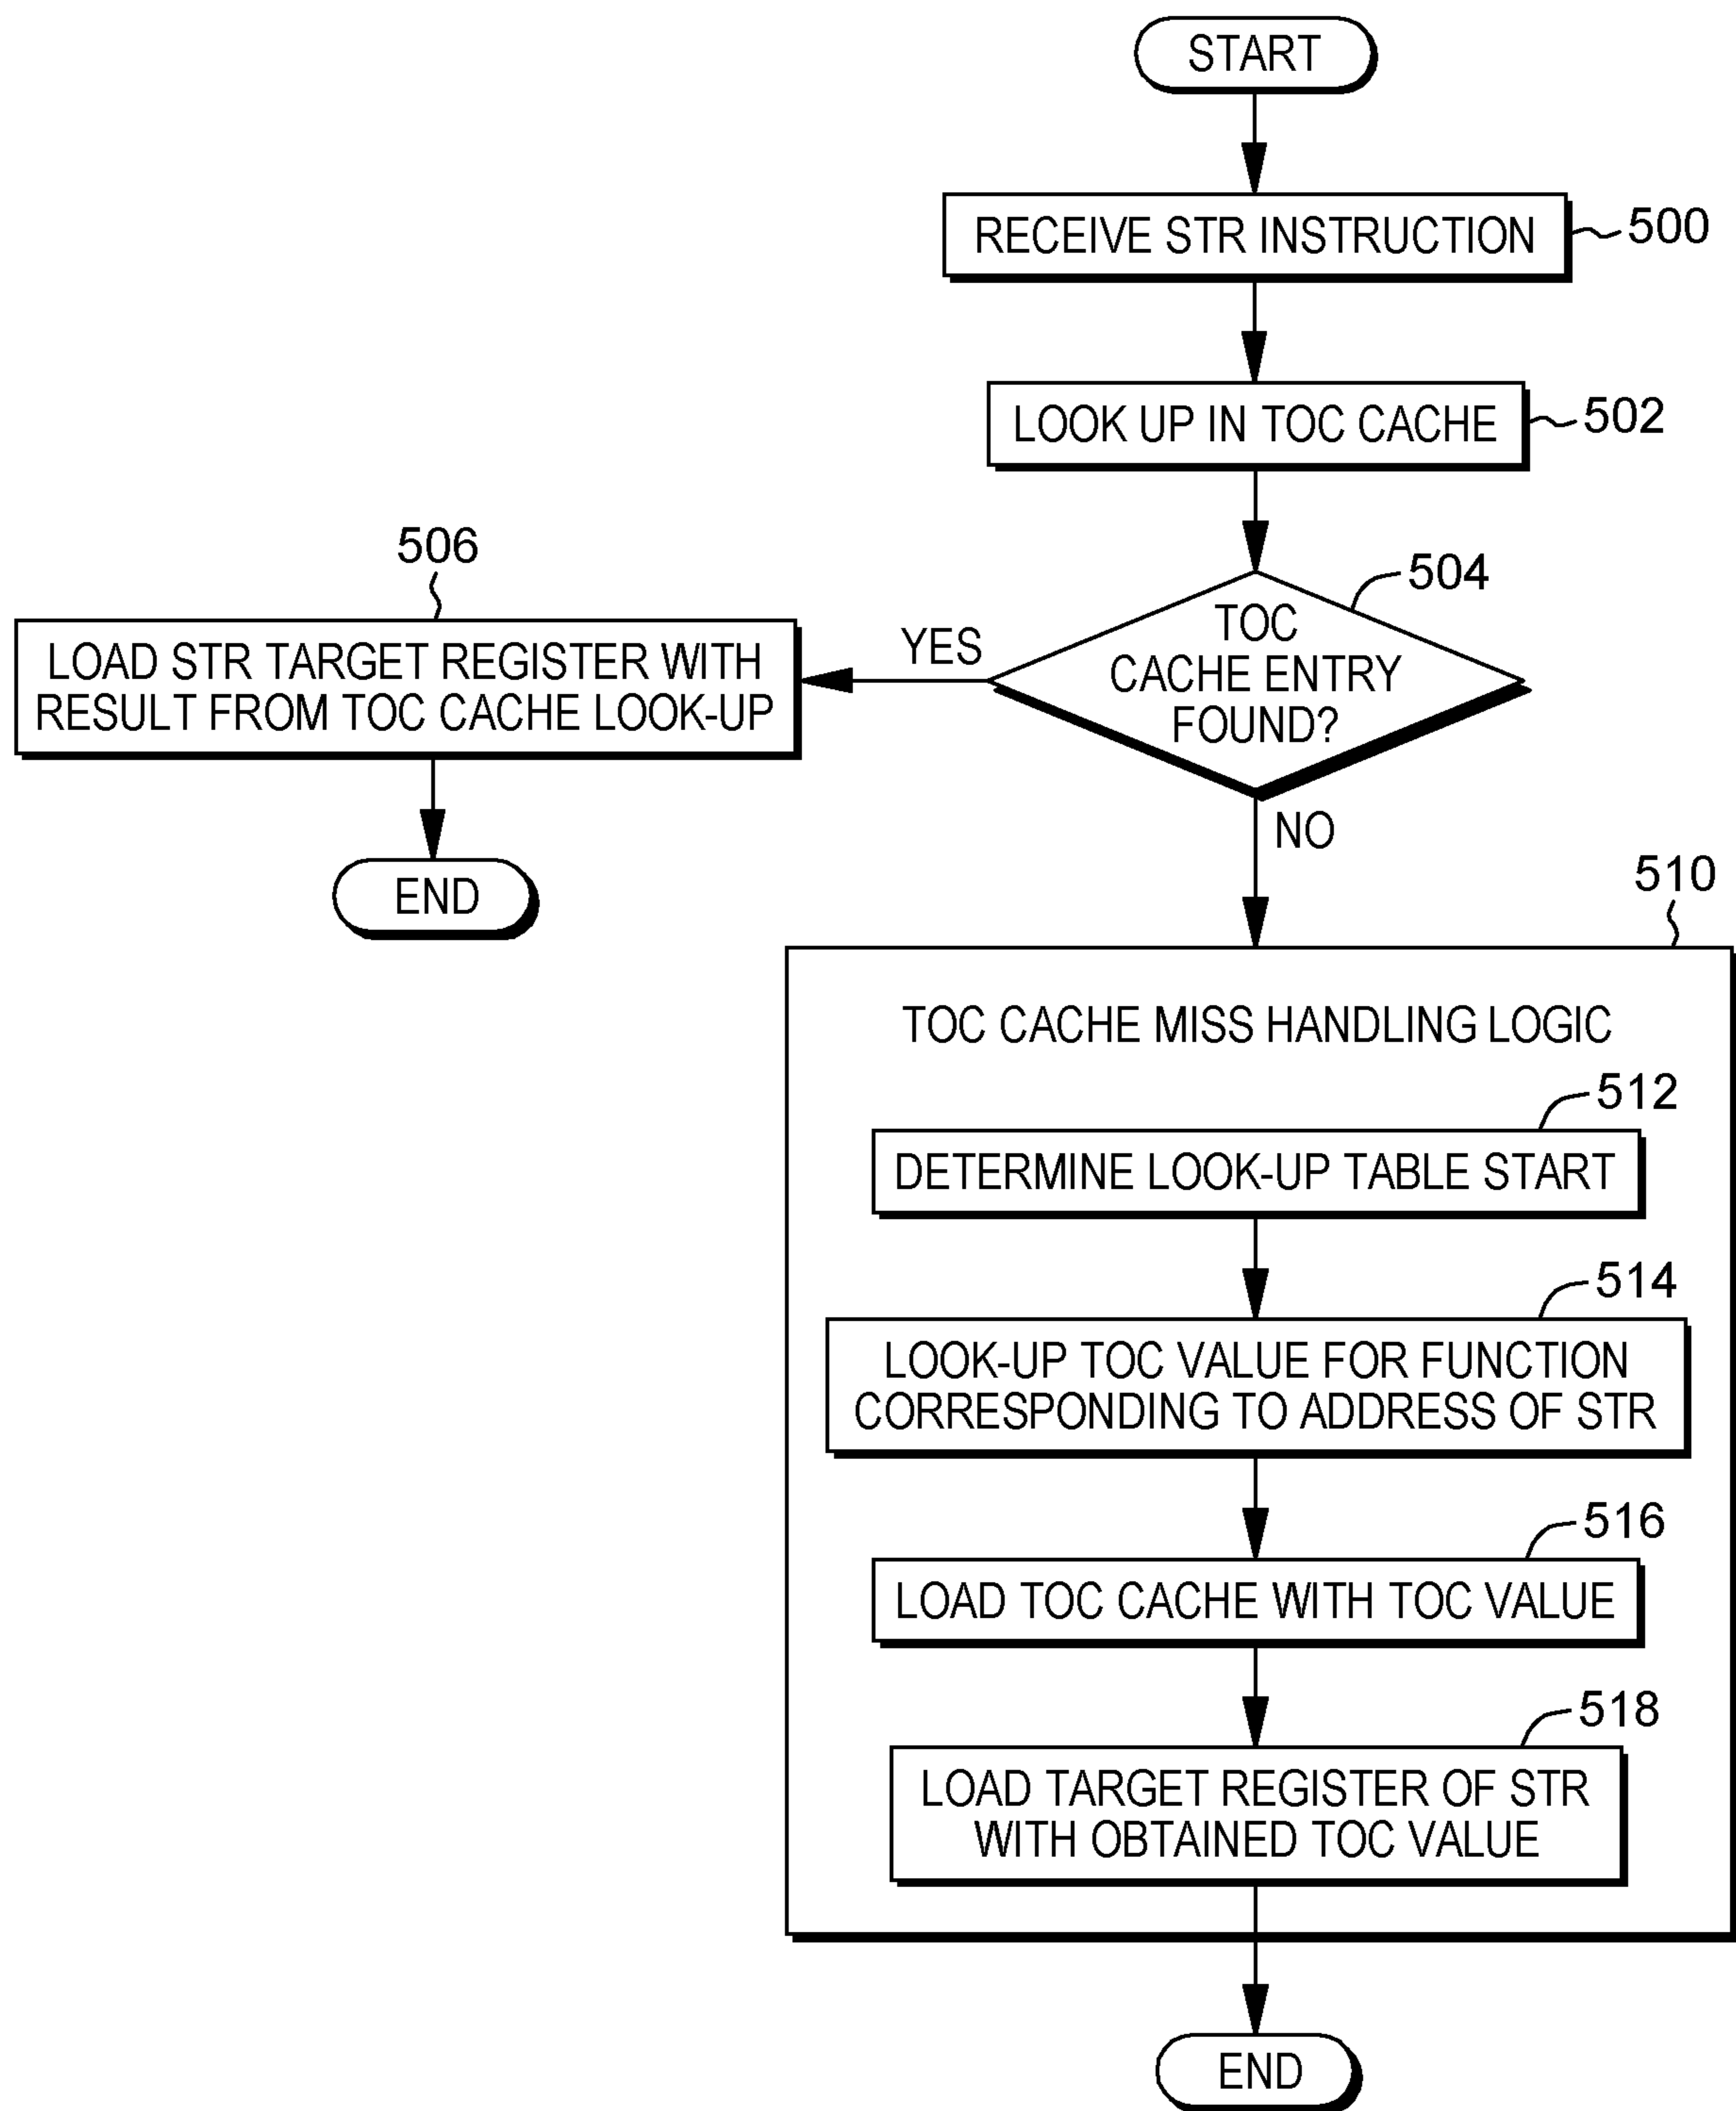 START
RECEIVE STR INSTRUCTION
500
LOOK UP IN TOC CACHE
502
504
TOC
CACHE ENTRY
FOUND?
YES
506
LOAD STR TARGET REGISTER WITH
RESULT FROM TOC CACHE LOOK-UP
END
NO
510
TOC CACHE MISS HANDLING LOGIC
512
DETERMINE LOOK-UP TABLE START
514
LOOK-UP TOC VALUE FOR FUNCTION
CORRESPONDING TO ADDRESS OF STR
516
LOAD TOC CACHE WITH TOC VALUE
518
LOAD TARGET REGISTER OF STR
WITH OBTAINED TOC VALUE
END